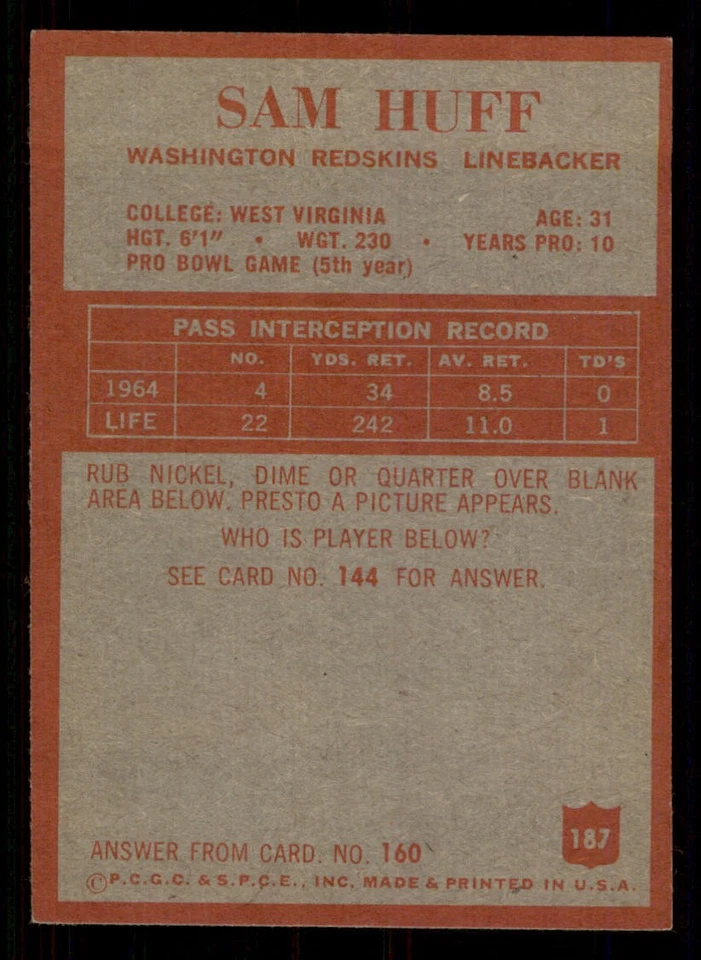 SAM HUFF
WASHINGTON REDSKINS LINEBACKER
COLLEGE: WEST VIRGINIA AGE: 31
HGT. 6'1" • WGT. 230 • YEARS PRO: 10
PRO BOWL GAME (5th year)
PASS INTERCEPTION RECORD
NO. YDS. RET. AV. RET. TD'S
1964 4 34 8.5 0
LIFE 22 242 11.0 1
RUB NICKEL, DIME OR QUARTER OVER BLANK
AREA BELOW. PRESTO A PICTURE APPEARS.
WHO IS PLAYER BELOW?
SEE CARD NO. 144 FOR ANSWER.
187
ANSWER FROM CARD. NO. 160
©P.C.G.C. & S.P.C.E., INC. MADE & PRINTED IN U.S.A.